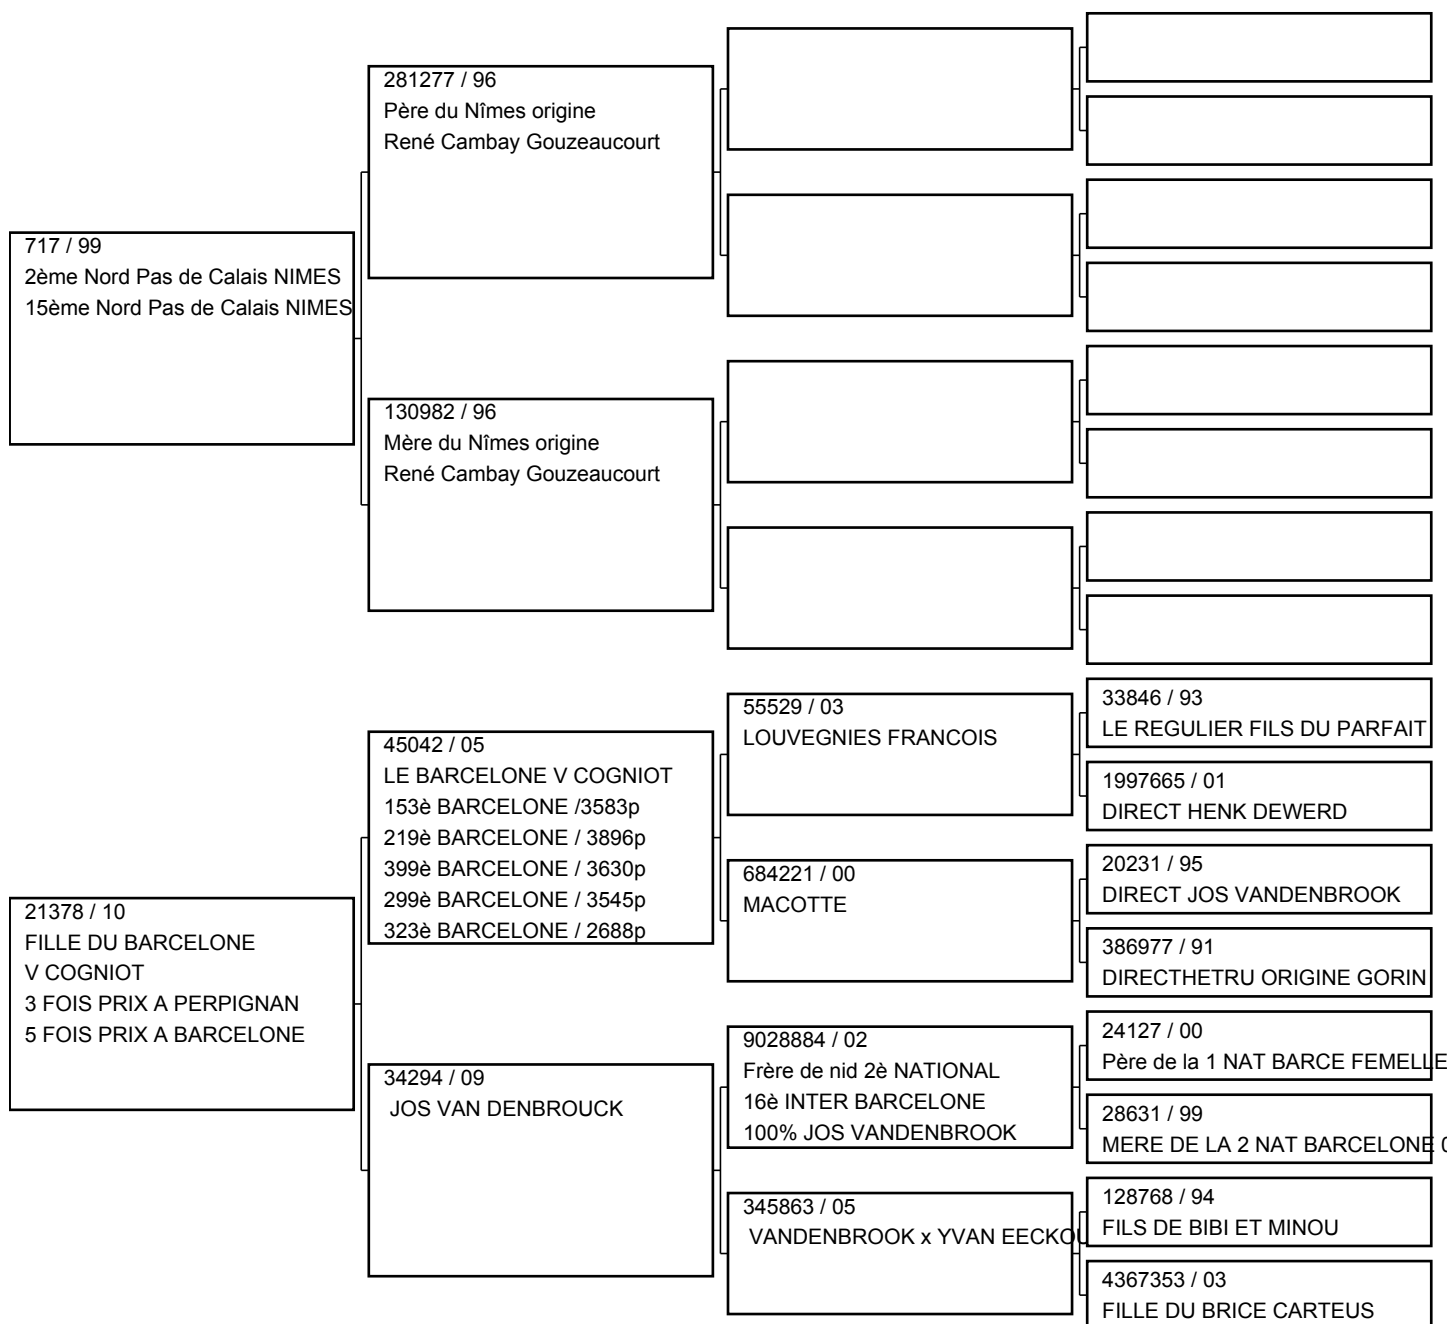 717 / 99
2ème Nord Pas de Calais NIMES
15ème Nord Pas de Calais NIMES
281277 / 96
Père du Nîmes origine
René Cambay Gouzeaucourt
130982 / 96
Mère du Nîmes origine
René Cambay Gouzeaucourt
21378 / 10
FILLE DU BARCELONE
V COGNIOT
3 FOIS PRIX A PERPIGNAN
5 FOIS PRIX A BARCELONE
45042 / 05
LE BARCELONE V COGNIOT
153è BARCELONE /3583p
219è BARCELONE / 3896p
399è BARCELONE / 3630p
299è BARCELONE / 3545p
323è BARCELONE / 2688p
34294 / 09
JOS VAN DENBROUCK
55529 / 03
LOUVEGNIES FRANCOIS
684221 / 00
MACOTTE
9028884 / 02
Frère de nid 2è NATIONAL
16è INTER BARCELONE
100% JOS VANDENBROOK
345863 / 05
VANDENBROOK x YVAN
33846 / 93
LE REGULIER FILS DU PARFAIT
1997665 / 01
DIRECT HENK DEWERD
20231 / 95
DIRECT JOS VANDENBROOK
386977 / 91
DIRECTHETRU ORIGINE GORIN
24127 / 00
Père de la 1 NAT BARCE FEMELLE
28631 / 99
MERE DE LA 2 NAT BARCELONE
128768 / 94
FILS DE BIBI ET MINOU
4367353 / 03
FILLE DU BRICE CARTEUS